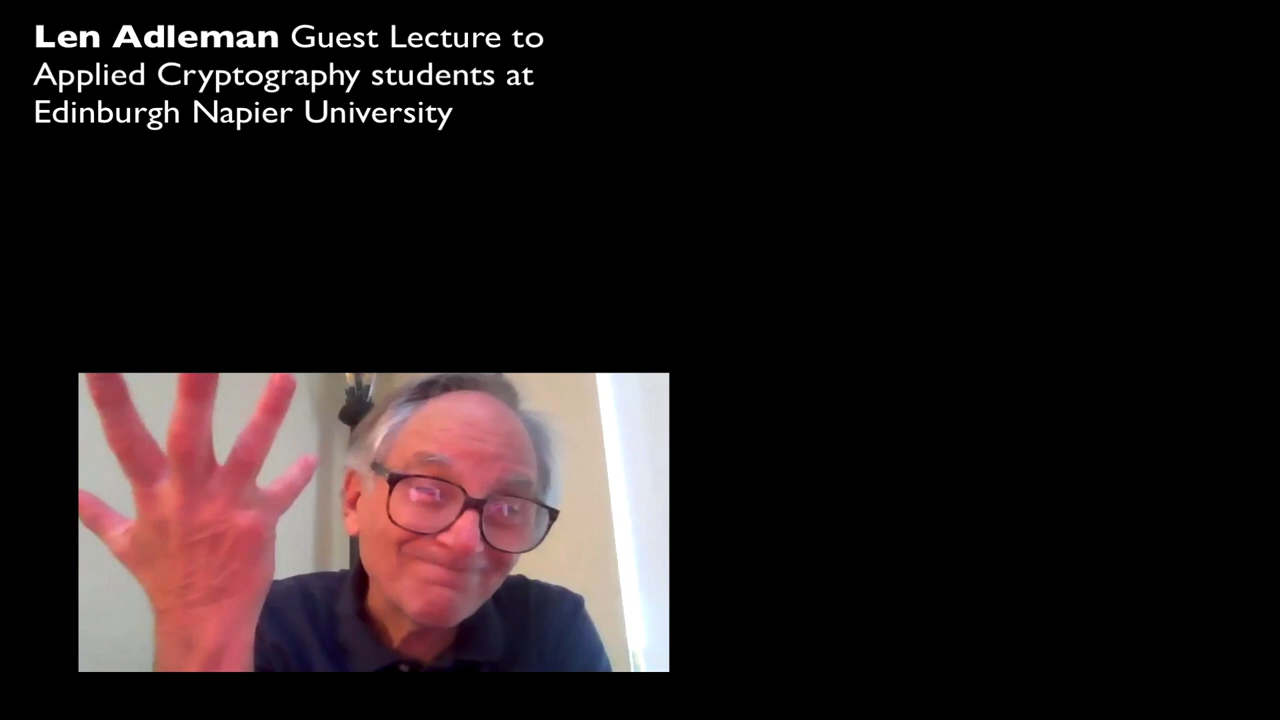 Len Adleman Guest Lecture to
Applied Cryptography students at
Edinburgh Napier University